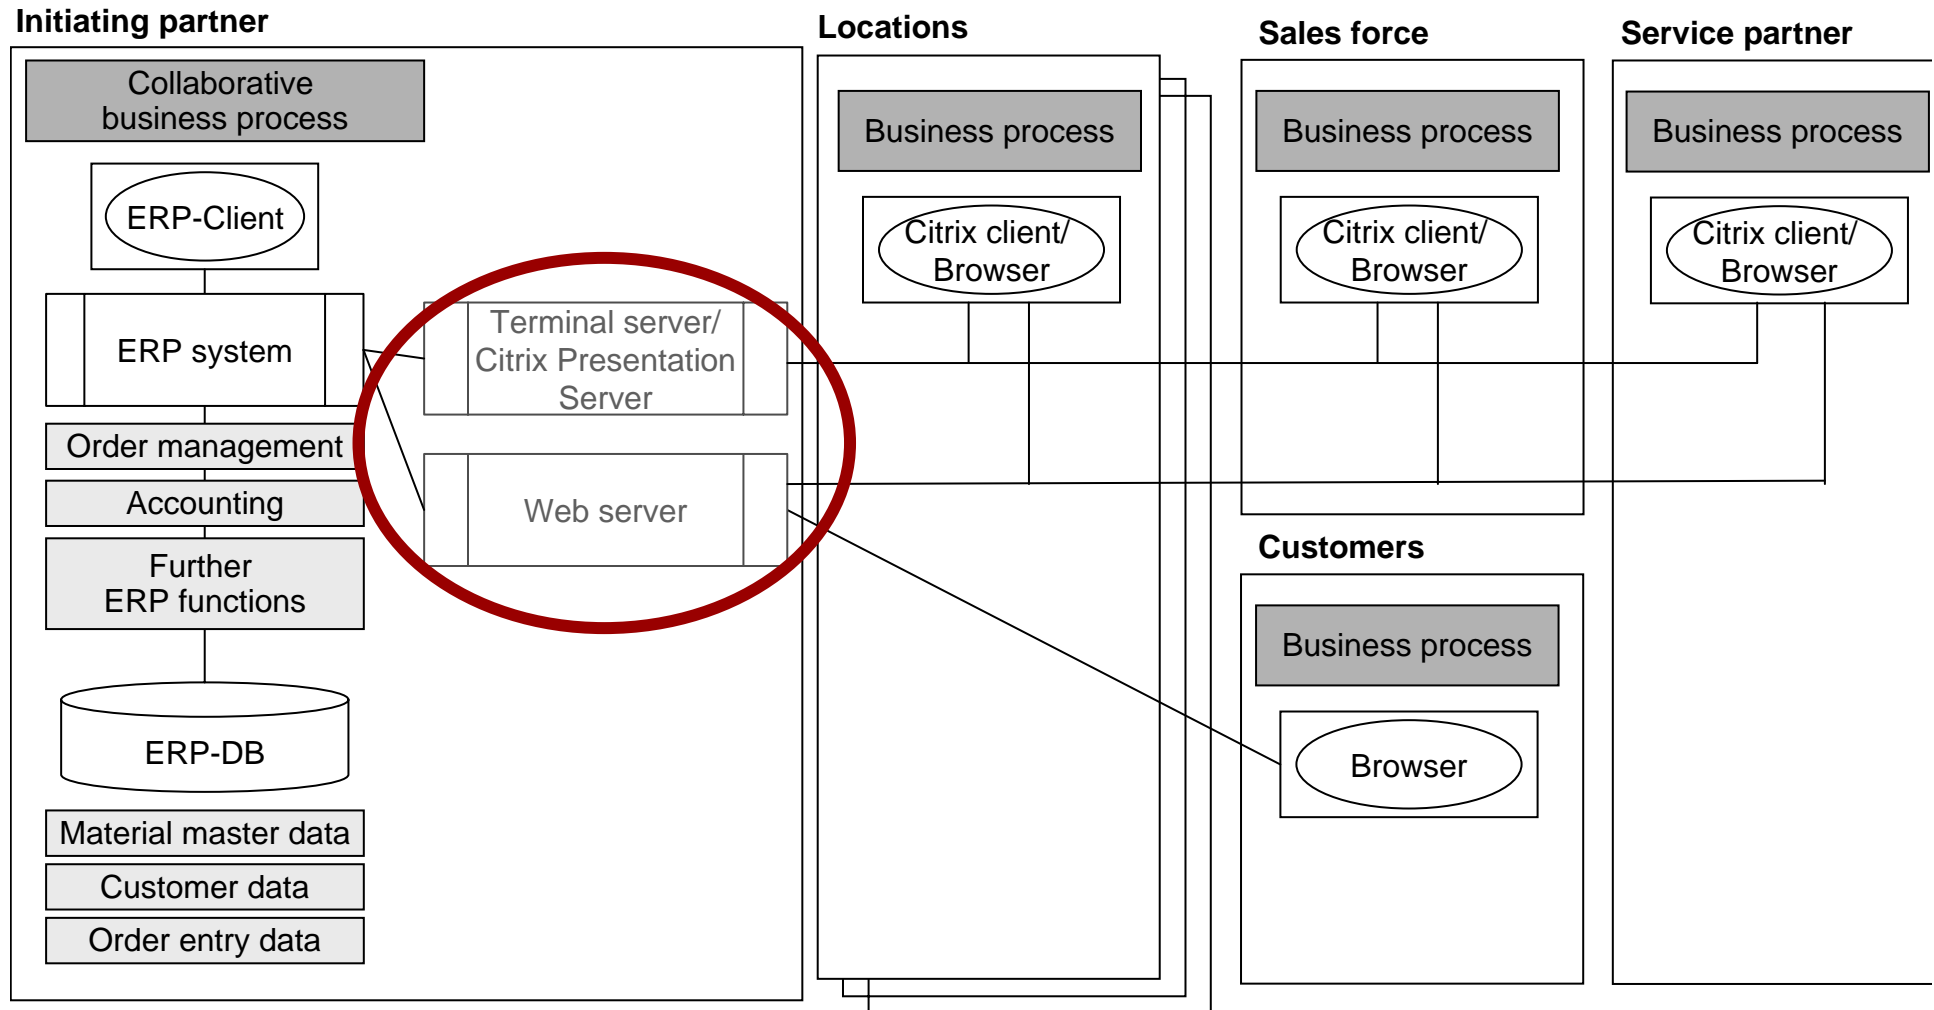 Initiating partner
Collaborative
business process
ERP-Client
ERP system
Order management
Accounting
Further
ERP functions
ERP-DB
Material master data
Customer data
Order entry data
Terminal server/
Citrix Presentation
Server
Web server
Locations
Business process
Citrix client/
Browser
Sales force
Business process
Citrix client/
Browser
Customers
Business process
Browser
Service partner
Business process
Citrix client/
Browser